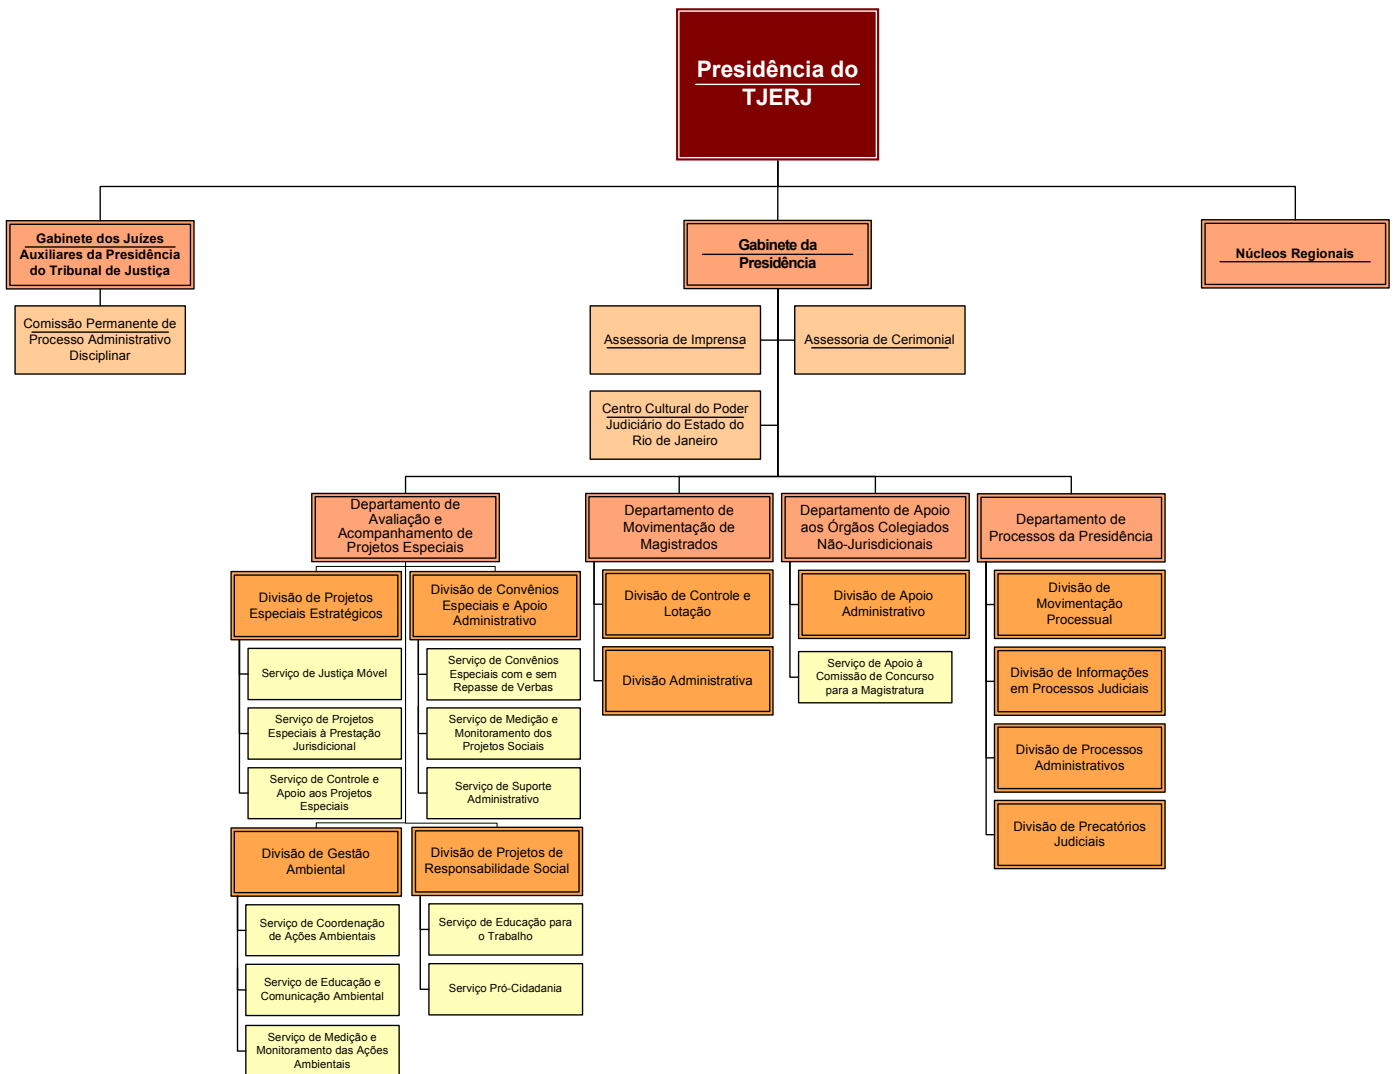 Presidência do
TJERJ
Gabinete dos Juízes
Auxiliares da Presidência
do Tribunal de Justiça
Gabinete da
Presidência
Núcleos Regionais
Comissão Permanente de
Processo Administrativo
Disciplinar
Assessoria de Imprensa
Assessoria de Cerimonial
Centro Cultural do Poder
Judiciário do Estado do
Rio de Janeiro
Departamento de
Avaliação e
Acompanhamento de
Projetos Especiais
Departamento de
Movimentação de
Magistrados
Departamento de Apoio
aos Órgãos Colegiados
Não-Jurisdicionais
Departamento de
Processos da Presidência
Divisão de Projetos
Especiais Estratégicos
Divisão de Convênios
Especiais e Apoio
Administrativo
Divisão de Controle e
Lotação
Divisão de Apoio
Administrativo
Divisão de
Movimentação
Processual
Serviço de Justiça Móvel
Serviço de Convênios
Especiais com e sem
Repasse de Verbas
Divisão Administrativa
Serviço de Apoio à
Comissão de Concurso
para a Magistratura
Divisão de Informações
em Processos Judiciais
Serviço de Projetos
Especiais à Prestação
Jurisdicional
Serviço de Medição e
Monitoramento dos
Projetos Sociais
Divisão de Processos
Administrativos
Serviço de Controle e
Apoio aos Projetos
Especiais
Serviço de Suporte
Administrativo
Divisão de Precatórios
Judiciais
Divisão de Gestão
Ambiental
Divisão de Projetos de
Responsabilidade Social
Serviço de Coordenação
de Ações Ambientais
Serviço de Educação para
o Trabalho
Serviço de Educação e
Comunicação Ambiental
Serviço Pró-Cidadania
Serviço de Medição e
Monitoramento das Ações
Ambientais